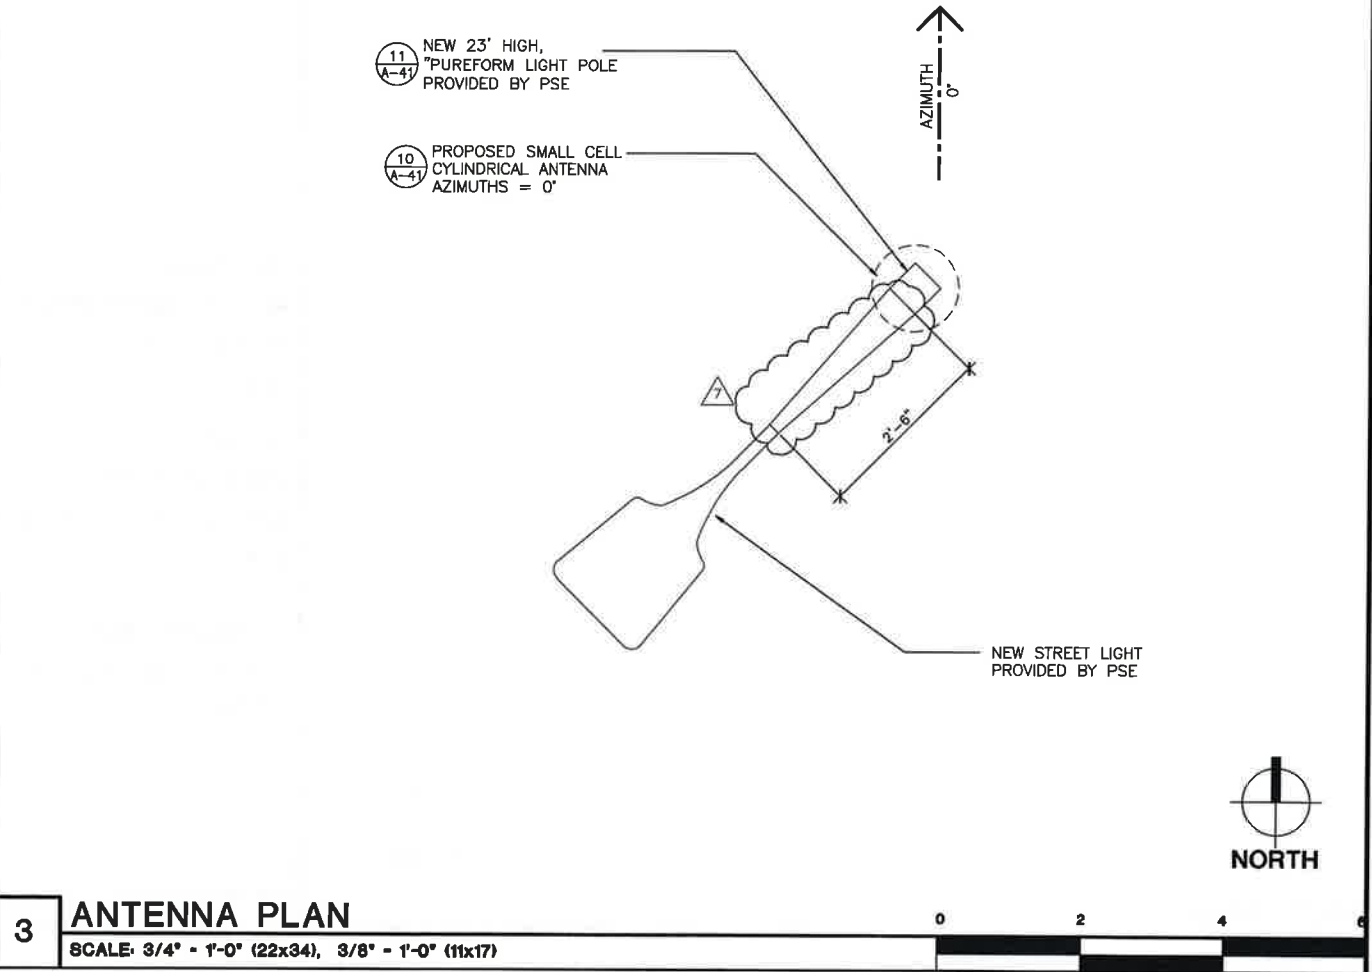 11
A-41
NEW 23' HIGH,
"PUREFORM LIGHT POLE
PROVIDED BY PSE
10
A-41
PROPOSED SMALL CELL
CYLINDRICAL ANTENNA
AZIMUTHS = 0°
AZIMUTH
0°
7
2'-6"
NEW STREET LIGHT
PROVIDED BY PSE
NORTH
3
ANTENNA PLAN
SCALE: 3/4" = 1'-0" (22x34), 3/8" = 1'-0" (11x17)
0 2 4